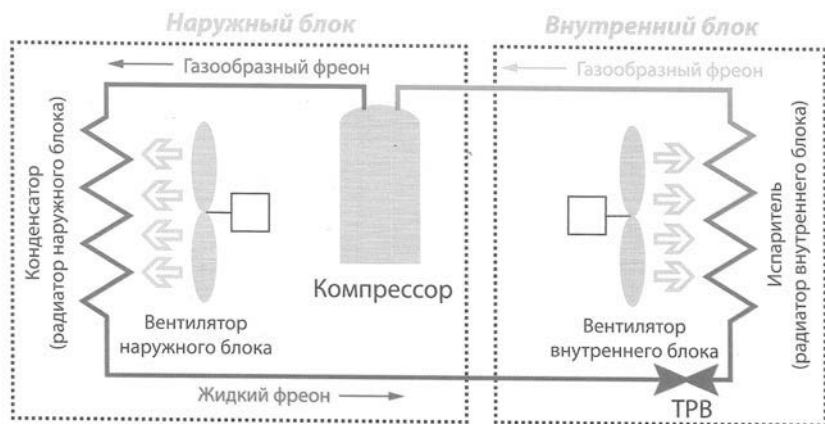 Наружный блок
Внутренний блок
Газообразный фреон
Газообразный фреон
Конденсатор
(радиатор наружного блока)
Компрессор
Испаритель
(радиатор внутреннего блока)
Вентилятор
наружного блока
Вентилятор
внутреннего блока
Жидкий фреон
ТРВ